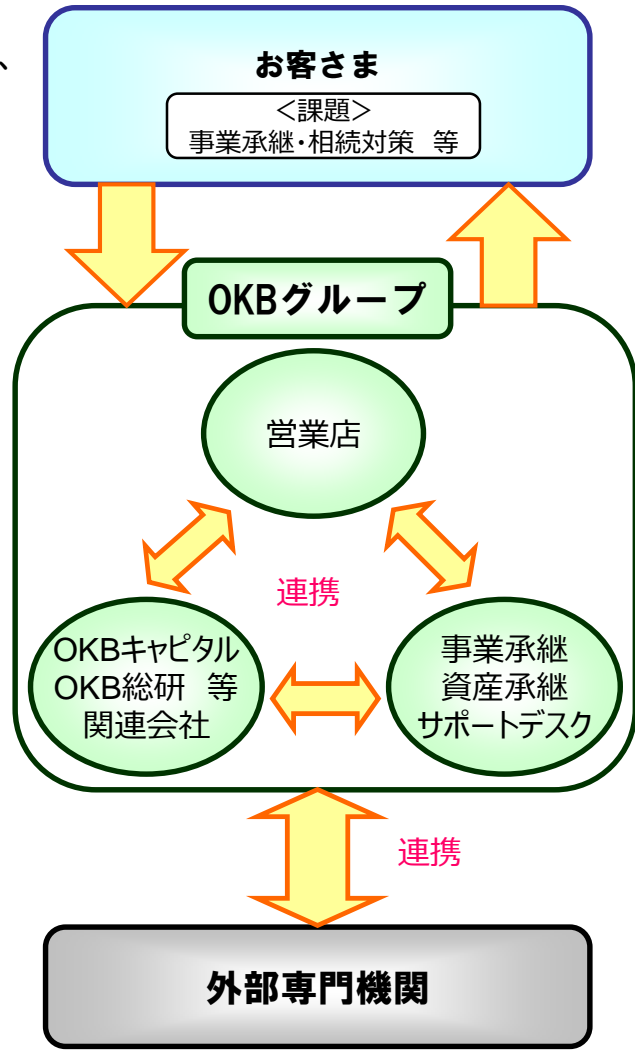 、
お客さま
<課題>
事業承継・相続対策 等
OKBグループ
営業店
連携
OKBキャピタル
OKB総研 等
関連会社
事業承継
資産承継
サポートデスク
連携
外部専門機関